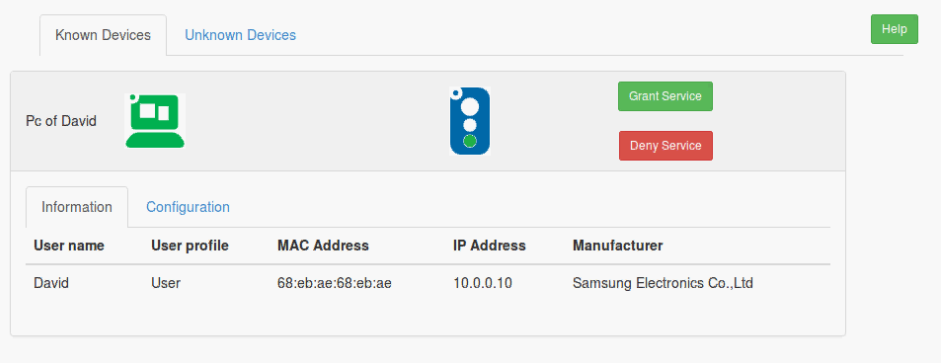 Known Devices
Unknown Devices
Help
Pc of David
Grant Service
Deny Service
Information
Configuration
User name User profile MAC Address IP Address Manufacturer
David User 68:eb:ae:68:eb:ae 10.0.0.10 Samsung Electronics Co.,Ltd